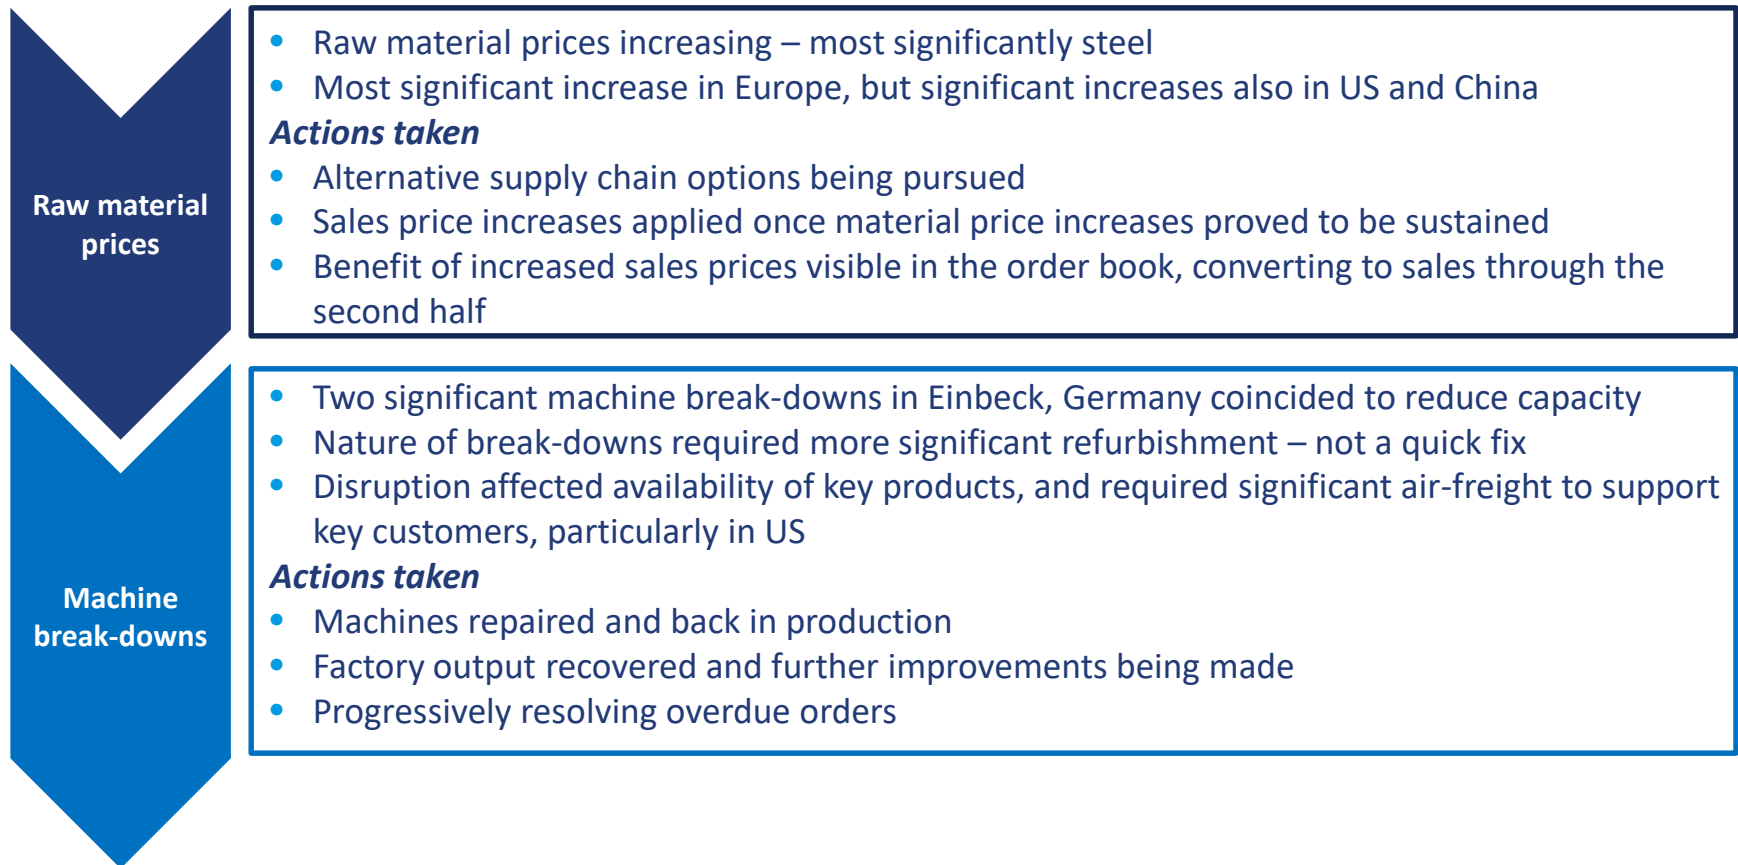 Raw material
prices
• Raw material prices increasing – most significantly steel
• Most significant increase in Europe, but significant increases also in US and China
Actions taken
• Alternative supply chain options being pursued
• Sales price increases applied once material price increases proved to be sustained
• Benefit of increased sales prices visible in the order book, converting to sales through the
second half
Machine
break-downs
• Two significant machine break-downs in Einbeck, Germany coincided to reduce capacity
• Nature of break-downs required more significant refurbishment – not a quick fix
• Disruption affected availability of key products, and required significant air-freight to support
key customers, particularly in US
Actions taken
• Machines repaired and back in production
• Factory output recovered and further improvements being made
• Progressively resolving overdue orders